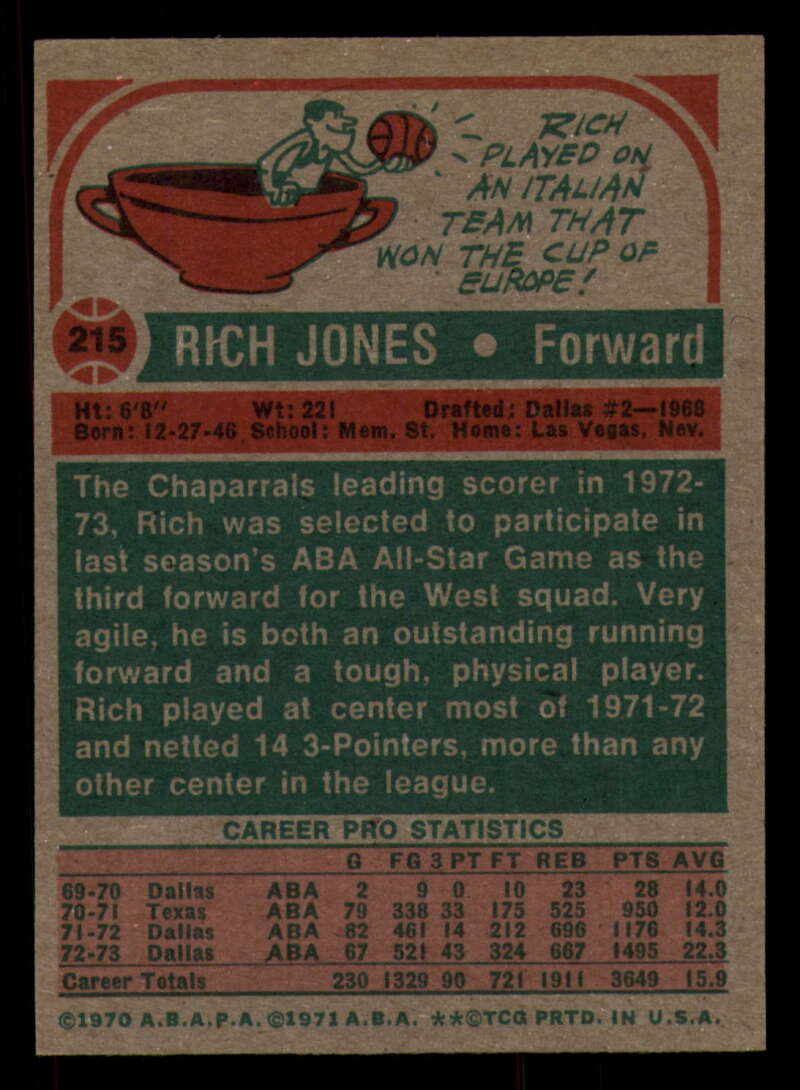 RICH
PLAYED ON
AN ITALIAN
TEAM THAT
WON THE CUP OF
EUROPE!
215 RICH JONES • Forward
Ht: 6'8" Wt: 221 Drafted: Dallas #2—1968
Born: 12-27-46 School: Mem. St. Home: Las Vegas, Nev.
The Chaparrals leading scorer in 1972-
73, Rich was selected to participate in
last season's ABA All-Star Game as the
third forward for the West squad. Very
agile, he is both an outstanding running
forward and a tough, physical player.
Rich played at center most of 1971-72
and netted 14 3-Pointers, more than any
other center in the league.
CAREER PRO STATISTICS
G FG 3 PT FT REB PTS AVG
69-70 Dallas ABA 2 9 0 10 23 28 14.0
70-71 Texas ABA 79 338 33 175 525 950 12.0
71-72 Dallas ABA 82 461 14 212 696 1176 14.3
72-73 Dallas ABA 67 521 43 324 667 1495 22.3
Career Totals 230 1329 90 721 1911 3649 15.9
©1970 A.B.A.P.A. ©1971 A.B.A. **©TCG PRTD. IN U.S.A.